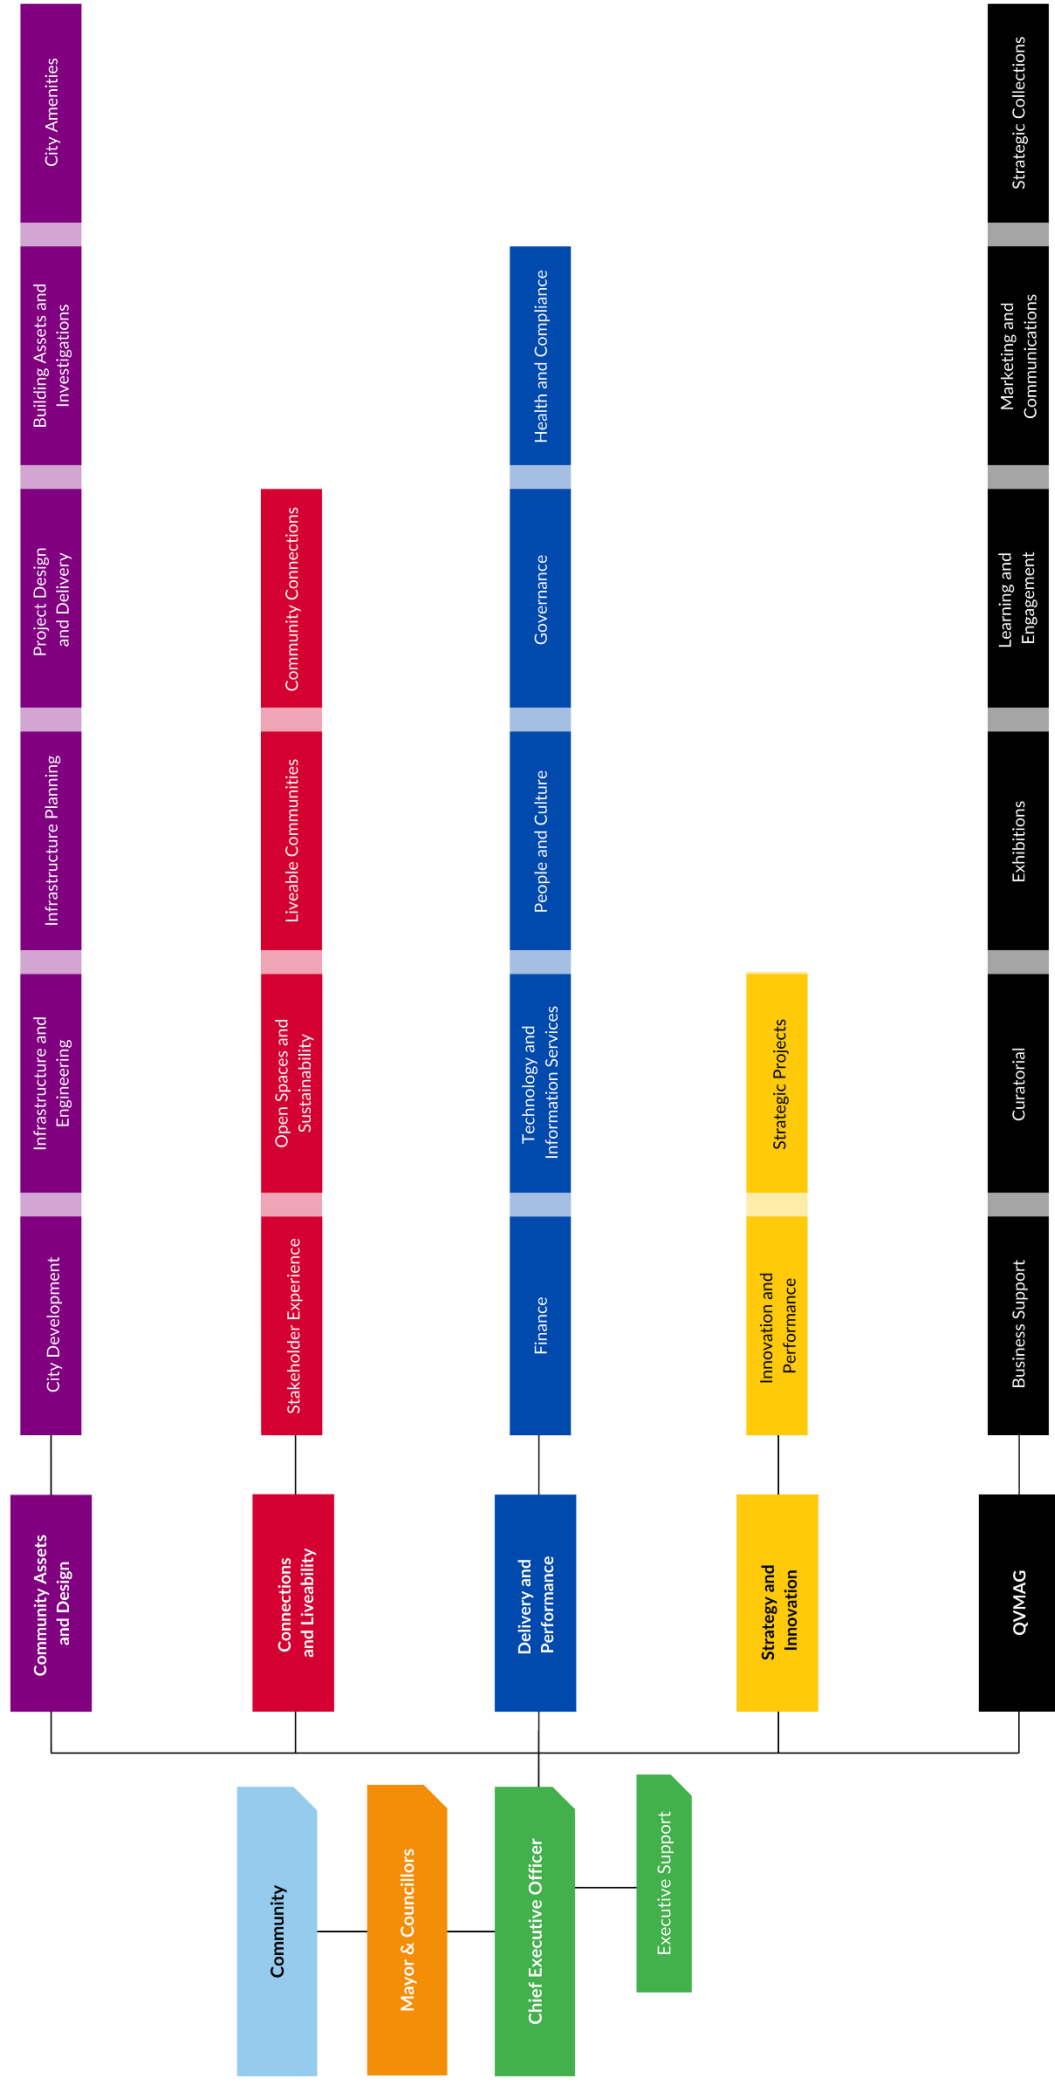 Community
Mayor & Councillors
Chief Executive Officer
Executive Support
Community Assets
and Design
City Development
Infrastructure and
Engineering
Infrastructure Planning
Project Design
and Delivery
Building Assets and
Investigations
City Amenities
Connections
and Liveability
Stakeholder Experience
Open Spaces and
Sustainability
Liveable Communities
Community Connections
Delivery and
Performance
Finance
Technology and
Information Services
People and Culture
Governance
Health and Compliance
Strategy and
Innovation
Innovation and
Performance
Strategic Projects
QVMAG
Business Support
Curatorial
Exhibitions
Learning and
Engagement
Marketing and
Communications
Strategic Collections